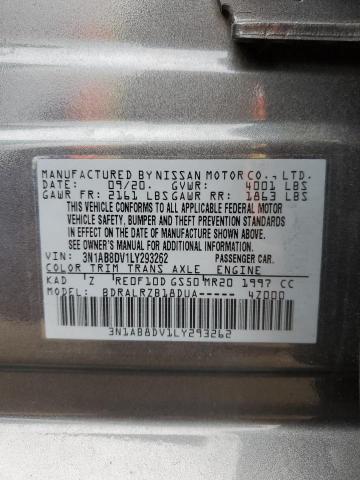 MANUFACTURED BY NISSAN MOTOR CO., LTD.
DATE: 09/20. GVWR: 4001 LBS
GAWR FR: 2161 LBS GAWR RR: 1863 LBS
THIS VEHICLE CONFORMS TO ALL APPLICABLE FEDERAL MOTOR
VEHICLE SAFETY, BUMPER AND THEFT PREVENTION STANDARDS
IN EFFECT ON THE DATE OF MANUFACTURE SHOWN ABOVE.
SEE OWNER'S MANUAL FOR ADDITIONAL INFORMATION.
VIN: 3N1AB8DV1LY293262 PASSENGER CAR.
COLOR TRIM TRANS AXLE ENGINE
KAD Z RE0F10D GS50 MR20 1997 CC
MODEL: BDRALRZB18DUA----- 4Z000
3N1AB8DV1LY293262